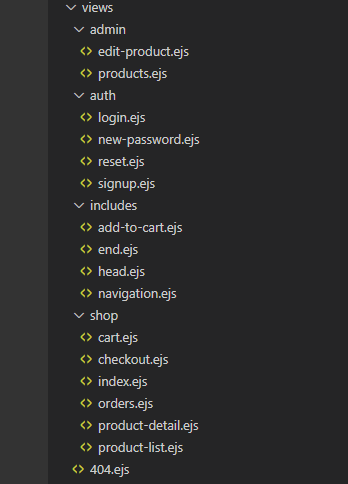 views
admin
edit-product.ejs
products.ejs
auth
login.ejs
new-password.ejs
reset.ejs
signup.ejs
includes
add-to-cart.ejs
end.ejs
head.ejs
navigation.ejs
shop
cart.ejs
checkout.ejs
index.ejs
orders.ejs
product-detail.ejs
product-list.ejs
404.ejs